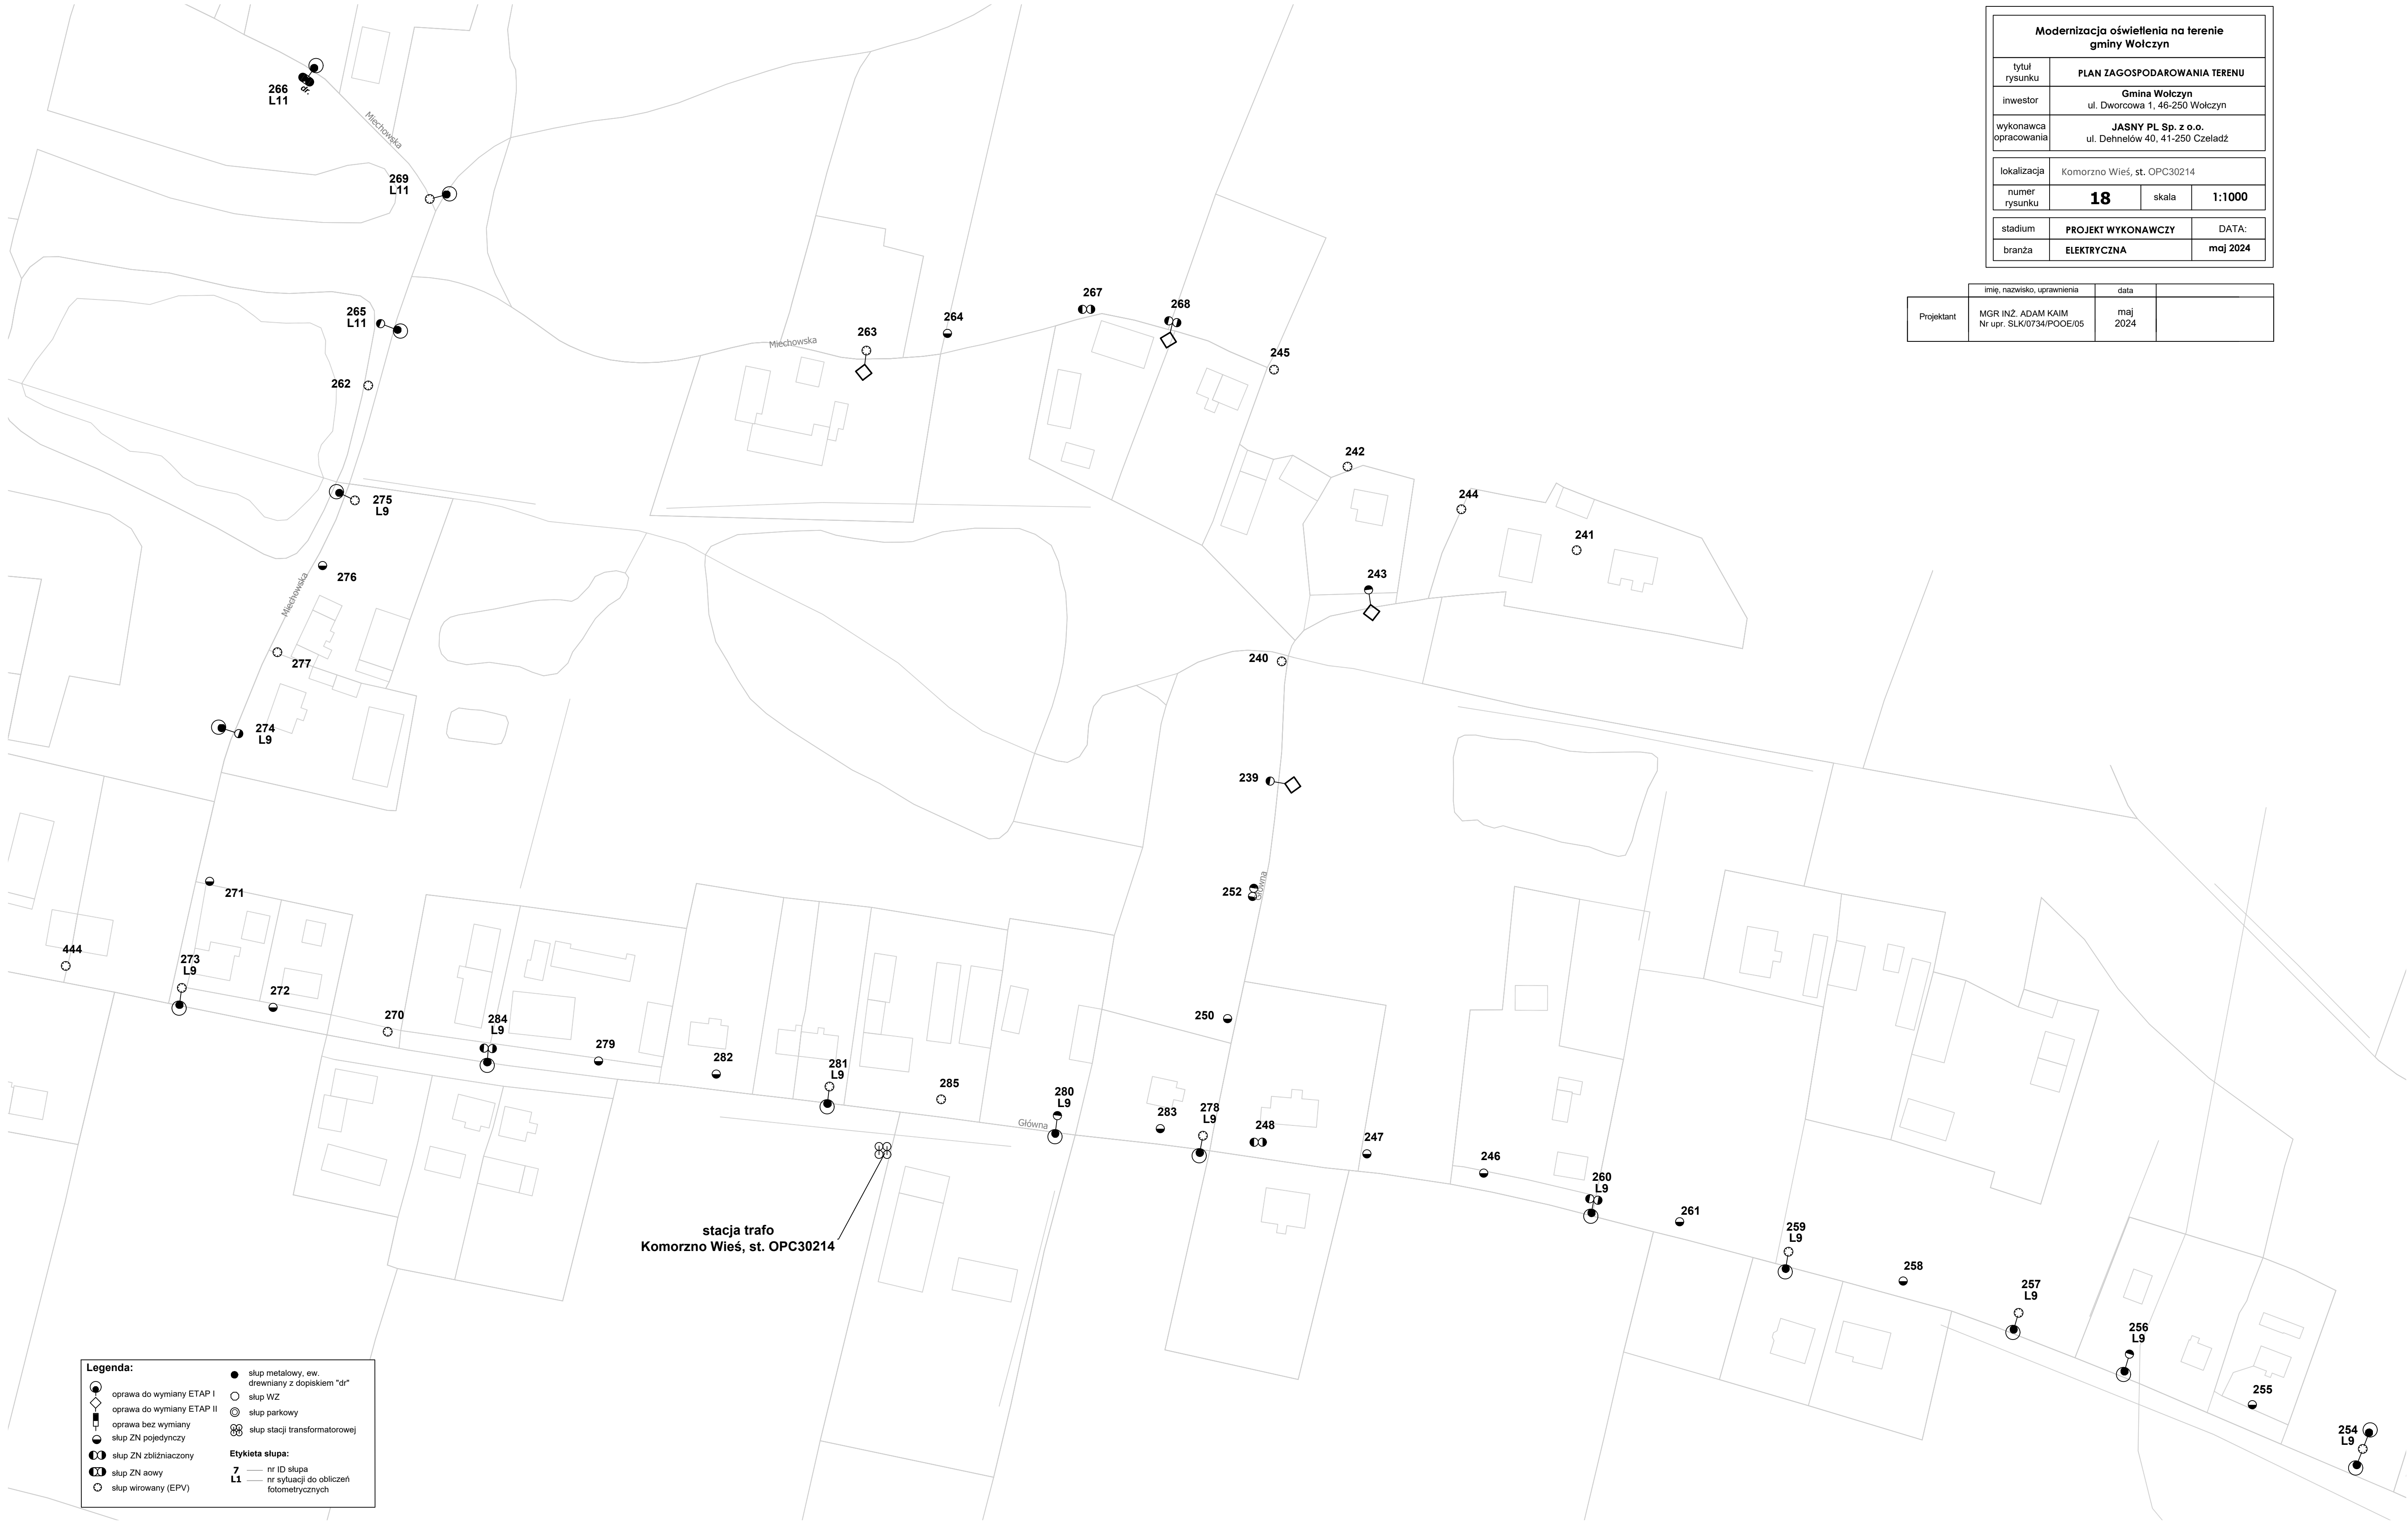 Modernizacja oświetlenia na terenie
gminy Wołczyn
tytuł
rysunku
PLAN ZAGOSPODAROWANIA TERENU
inwestor
Gmina Wołczyn
ul. Dworcowa 1, 46-250 Wołczyn
wykonawca
opracowania
JASNY PL Sp. z o.o.
ul. Dehnelów 40, 41-250 Czeladź
lokalizacja
Komorzno Wieś, st. OPC30214
numer
rysunku
18
skala
1:1000
stadium
PROJEKT WYKONAWCZY
DATA:
branża
ELEKTRYCZNA
maj 2024
imię, nazwisko, uprawnienia
data
Projektant
MGR INŻ. ADAM KAIM
Nr upr. SLK/0734/POOE/05
maj
2024
266
L11
dr.
Miechowska
269
L11
265
L11
262
263
Miechowska
264
267
268
245
242
244
241
243
275
L9
276
Miechowska
277
240
274
L9
239
271
252
Główna
444
273
L9
272
270
284
L9
279
282
281
L9
285
250
280
L9
Główna
283
278
L9
248
247
246
260
L9
261
259
L9
258
257
L9
256
L9
255
254
L9
stacja trafo
Komorzno Wieś, st. OPC30214
Legenda:
oprawa do wymiany ETAP I
oprawa do wymiany ETAP II
oprawa bez wymiany
słup ZN pojedynczy
słup ZN zbliźniaczony
słup ZN aowy
słup wirowany (EPV)
słup metalowy, ew.
drewniany z dopiskiem "dr"
słup WZ
słup parkowy
słup stacji transformatorowej
Etykieta słupa:
7 nr ID słupa
L1 nr sytuacji do obliczeń
fotometrycznych